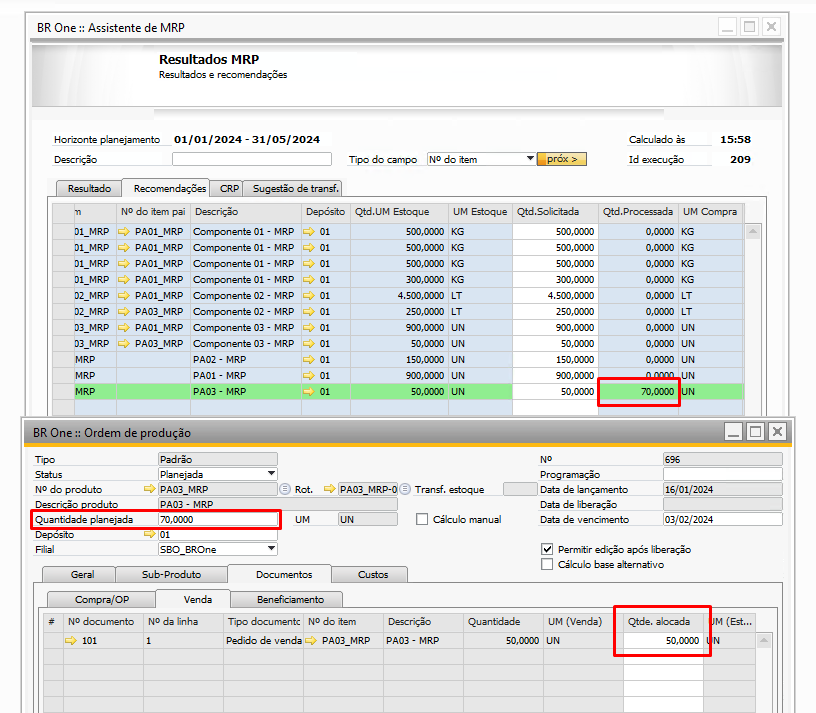 BR One :: Assistente de MRP
Resultados MRP
Resultados e recomendações
Horizonte planejamento 01/01/2024 - 31/05/2024 Calculado às 15:58
Descrição Tipo do campo Nº do item próx > Id execução 209
Resultado Recomendações CRP Sugestão de transf.
Nº do item pai Descrição Depósito Qtd.UM Estoque UM Estoque Qtd.Solicitada Qtd.Processada UM Compra
01_MRP PA01_MRP Componente 01 - MRP 01 500,0000 KG 500,0000 0,0000 KG
01_MRP PA01_MRP Componente 01 - MRP 01 500,0000 KG 500,0000 0,0000 KG
01_MRP PA01_MRP Componente 01 - MRP 01 500,0000 KG 500,0000 0,0000 KG
01_MRP PA01_MRP Componente 01 - MRP 01 300,0000 KG 300,0000 0,0000 KG
02_MRP PA01_MRP Componente 02 - MRP 01 4.500,0000 LT 4.500,0000 0,0000 LT
02_MRP PA03_MRP Componente 02 - MRP 01 250,0000 LT 250,0000 0,0000 LT
03_MRP PA01_MRP Componente 03 - MRP 01 900,0000 UN 900,0000 0,0000 UN
03_MRP PA03_MRP Componente 03 - MRP 01 50,0000 UN 50,0000 0,0000 UN
MRP PA02 - MRP 01 150,0000 UN 150,0000 0,0000 UN
MRP PA01 - MRP 01 900,0000 UN 900,0000 0,0000 UN
MRP PA03 - MRP 01 50,0000 UN 50,0000 70,0000 UN
BR One :: Ordem de produção
Tipo Padrão Nº 696
Status Planejada Programação
Nº do produto PA03_MRP Rot. PA03_MRP-0 Transf. estoque Data de lançamento 16/01/2024
Descrição produto PA03 - MRP Data de liberação
Quantidade planejada 70,0000 UM UN Cálculo manual Data de vencimento 03/02/2024
Depósito 01
Filial SBO_BROne Permitir edição após liberação
Cálculo base alternativo
Geral Sub-Produto Documentos Custos
Compra/OP Venda Beneficiamento
# Nº documento Nº da linha Tipo documento Nº do item Descrição Quantidade UM (Venda) Qtde. alocada UM (Est...
101 1 Pedido de venda PA03_MRP PA03 - MRP 50,0000 UN 50,0000 UN